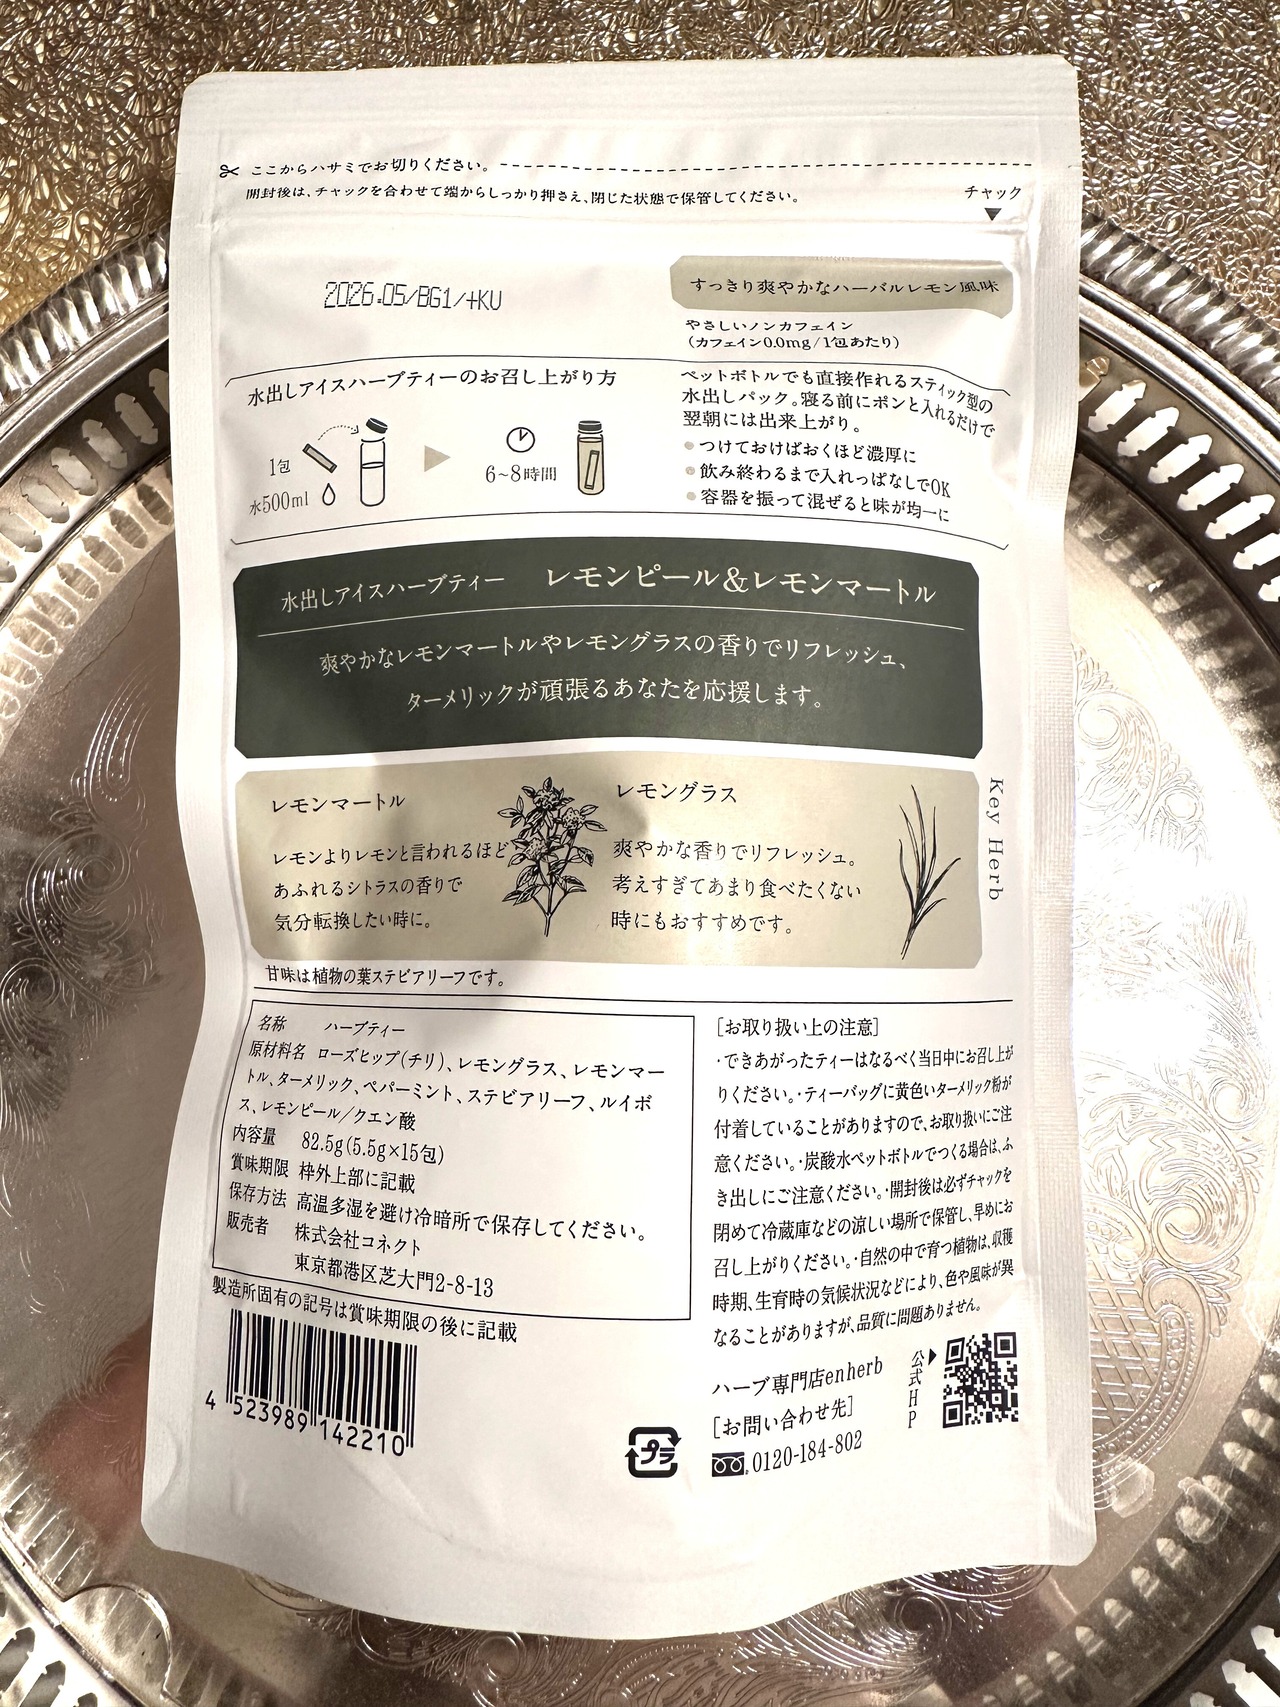 ここからハサミでお切りください。
開封後は、チャックを合わせて端からしっかり押さえ、閉じた状態で保管してください。
チャック
2026.05/BG1/+KU
すっきり爽やかなハーバルレモン風味
やさしいノンカフェイン
(カフェイン0.0mg/1包あたり)
水出しアイスハーブティーのお召し上がり方
1包
水500ml
6~8時間
ペットボトルでも直接作れるスティック型の
水出しパック。寝る前にポンと入れるだけで
翌朝には出来上がり。
●つけておけばおくほど濃厚に
●飲み終わるまで入れっぱなしでOK
●容器を振って混ぜると味が均一に
水出しアイスハーブティー レモンピール&レモンマートル
爽やかなレモンマートルやレモングラスの香りでリフレッシュ、
ターメリックが頑張るあなたを応援します。
レモンマートル
レモンよりレモンと言われるほど
あふれるシトラスの香りで
気分転換したい時に。
レモングラス
爽やかな香りでリフレッシュ。
考えすぎてあまり食べたくない
時にもおすすめです。
Key Herb
甘味は植物の葉ステビアリーフです。
名称 ハーブティー
原材料名 ローズヒップ(チリ)、レモングラス、レモンマー
トル、ターメリック、ペパーミント、ステビアリーフ、ルイボ
ス、レモンピール/クエン酸
内容量 82.5g(5.5g×15包)
賞味期限 枠外上部に記載
保存方法 高温多湿を避け冷暗所で保存してください。
販売者 株式会社コネクト
東京都港区芝大門2-8-13
製造所固有の記号は賞味期限の後に記載
4 523989 142210
プラ
[お取り扱い上の注意]
・できあがったティーはなるべく当日中にお召し上が
りください。・ティーバッグに黄色いターメリック粉が
付着していることがありますので、お取り扱いにご注
意ください。・炭酸水ペットボトルでつくる場合は、ふ
き出しにご注意ください。・開封後は必ずチャックを
閉めて冷蔵庫などの涼しい場所で保管し、早めにお
召し上がりください。・自然の中で育つ植物は、収穫
時期、生育時の気候状況などにより、色や風味が異
なることがありますが、品質に問題ありません。
ハーブ専門店enherb
[お問い合わせ先]
0120-184-802
公式HP